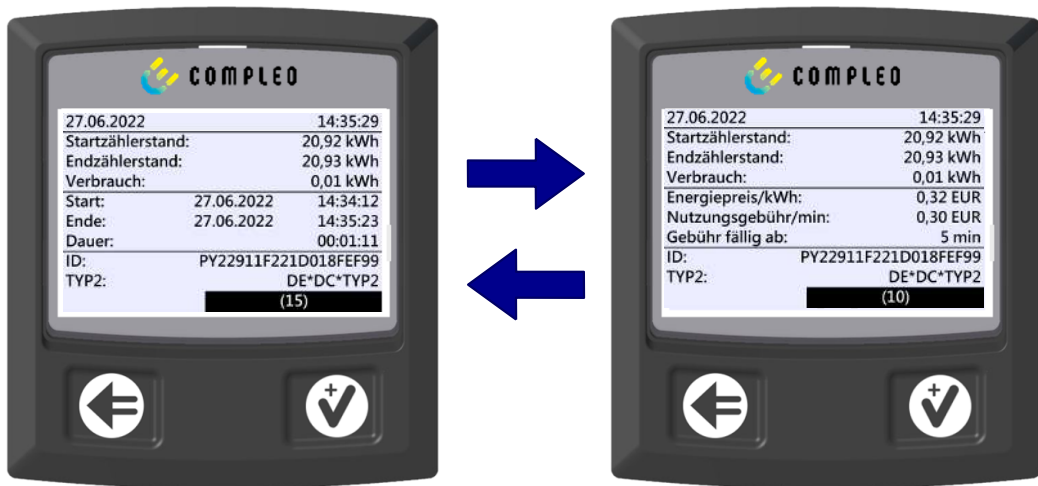 COMPLEO
27.06.2022 14:35:29
Startzählerstand: 20,92 kWh
Endzählerstand: 20,93 kWh
Verbrauch: 0,01 kWh
Start: 27.06.2022 14:34:12
Ende: 27.06.2022 14:35:23
Dauer: 00:01:11
ID: PY22911F221D018FEF99
TYP2: DE*DC*TYP2
(15)
COMPLEO
27.06.2022 14:35:29
Startzählerstand: 20,92 kWh
Endzählerstand: 20,93 kWh
Verbrauch: 0,01 kWh
Energiepreis/kWh: 0,32 EUR
Nutzungsgebühr/min: 0,30 EUR
Gebühr fällig ab: 5 min
ID: PY22911F221D018FEF99
TYP2: DE*DC*TYP2
(10)